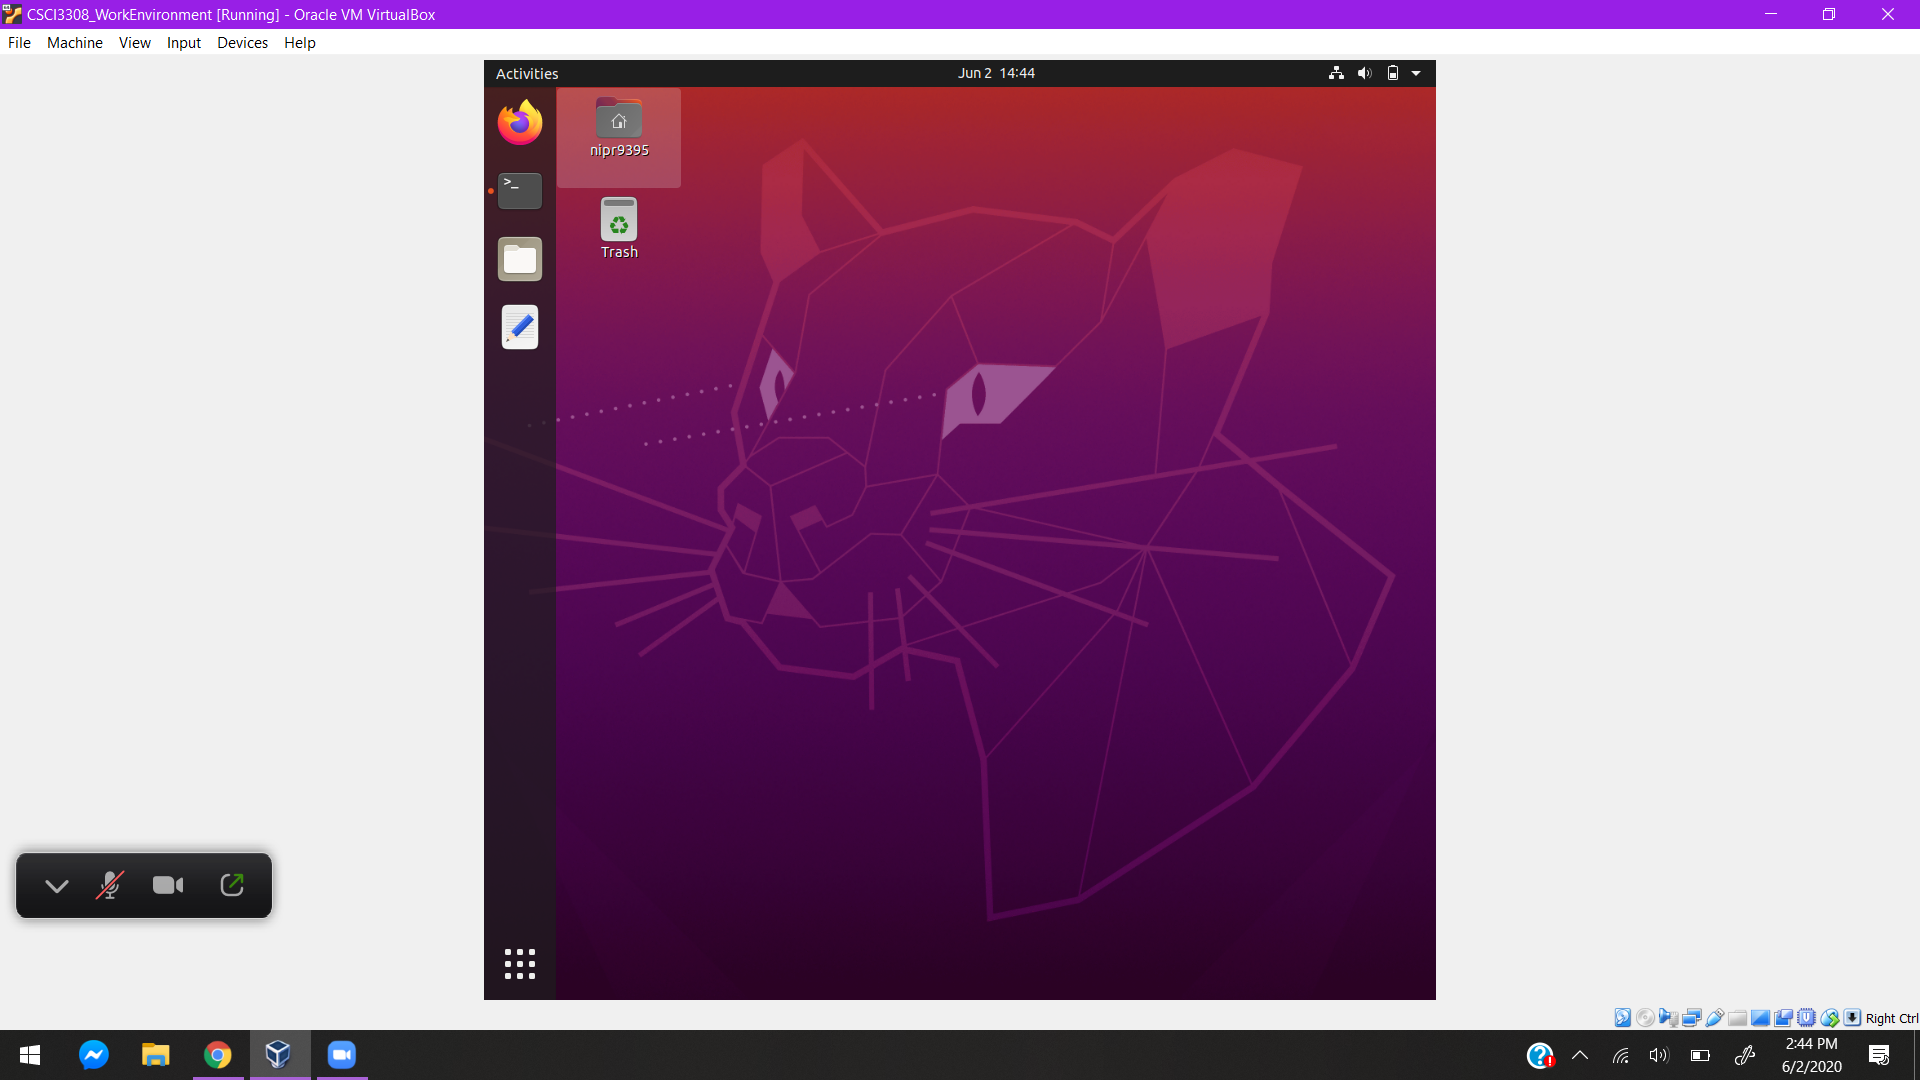 CSCI3308_WorkEnvironment [Running] - Oracle VM VirtualBox
File Machine View Input Devices Help
Activities
Jun 2 14:44
nipr9395
>_
Trash
Right Ctrl
2:44 PM
6/2/2020